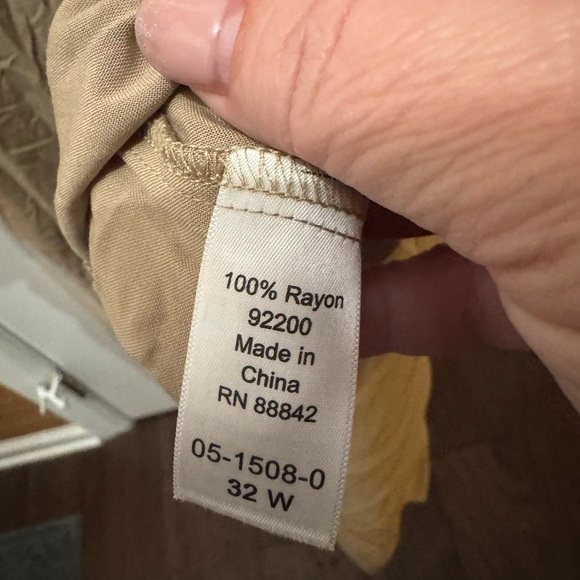 100% Rayon
92200
Made in
China
RN 88842
05-1508-0
32 W